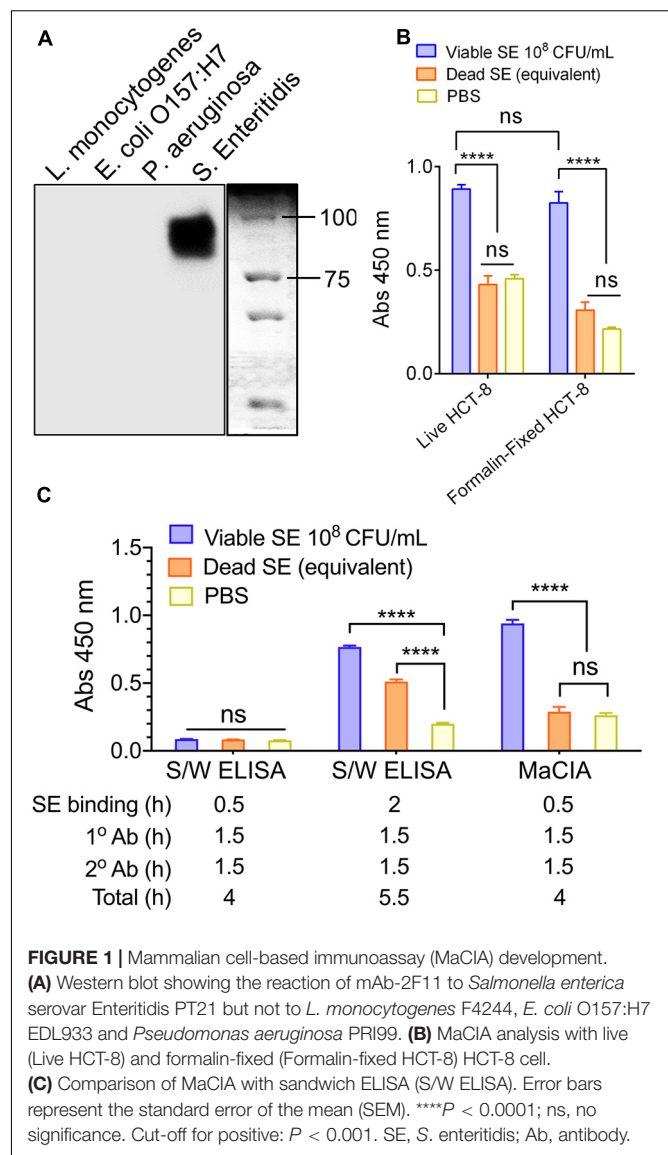 A
L. monocytogenes
E. coli O157:H7
P. aeruginosa
S. Enteritidis
100
75
B
Viable SE 10⁸ CFU/mL
Dead SE (equivalent)
PBS
ns
**** ****
1.0
ns
0.5
ns
0.0
Abs 450 nm
Live HCT-8
Formalin-Fixed HCT-8
C
Viable SE 10⁸ CFU/mL
Dead SE (equivalent)
PBS
1.5
1.0
0.5
0.0
Abs 450 nm
ns
****
****
****
ns
S/W ELISA S/W ELISA MaCIA
SE binding (h) 0.5 2 0.5
1º Ab (h) 1.5 1.5 1.5
2º Ab (h) 1.5 1.5 1.5
Total (h) 4 5.5 4
FIGURE 1 | Mammalian cell-based immunoassay (MaCIA) development.
(A) Western blot showing the reaction of mAb-2F11 to Salmonella enterica
serovar Enteritidis PT21 but not to L. monocytogenes F4244, E. coli O157:H7
EDL933 and Pseudomonas aeruginosa PRI99. (B) MaCIA analysis with live
(Live HCT-8) and formalin-fixed (Formalin-fixed HCT-8) HCT-8 cell.
(C) Comparison of MaCIA with sandwich ELISA (S/W ELISA). Error bars
represent the standard error of the mean (SEM). ****P < 0.0001; ns, no
significance. Cut-off for positive: P < 0.001. SE, S. enteritidis; Ab, antibody.